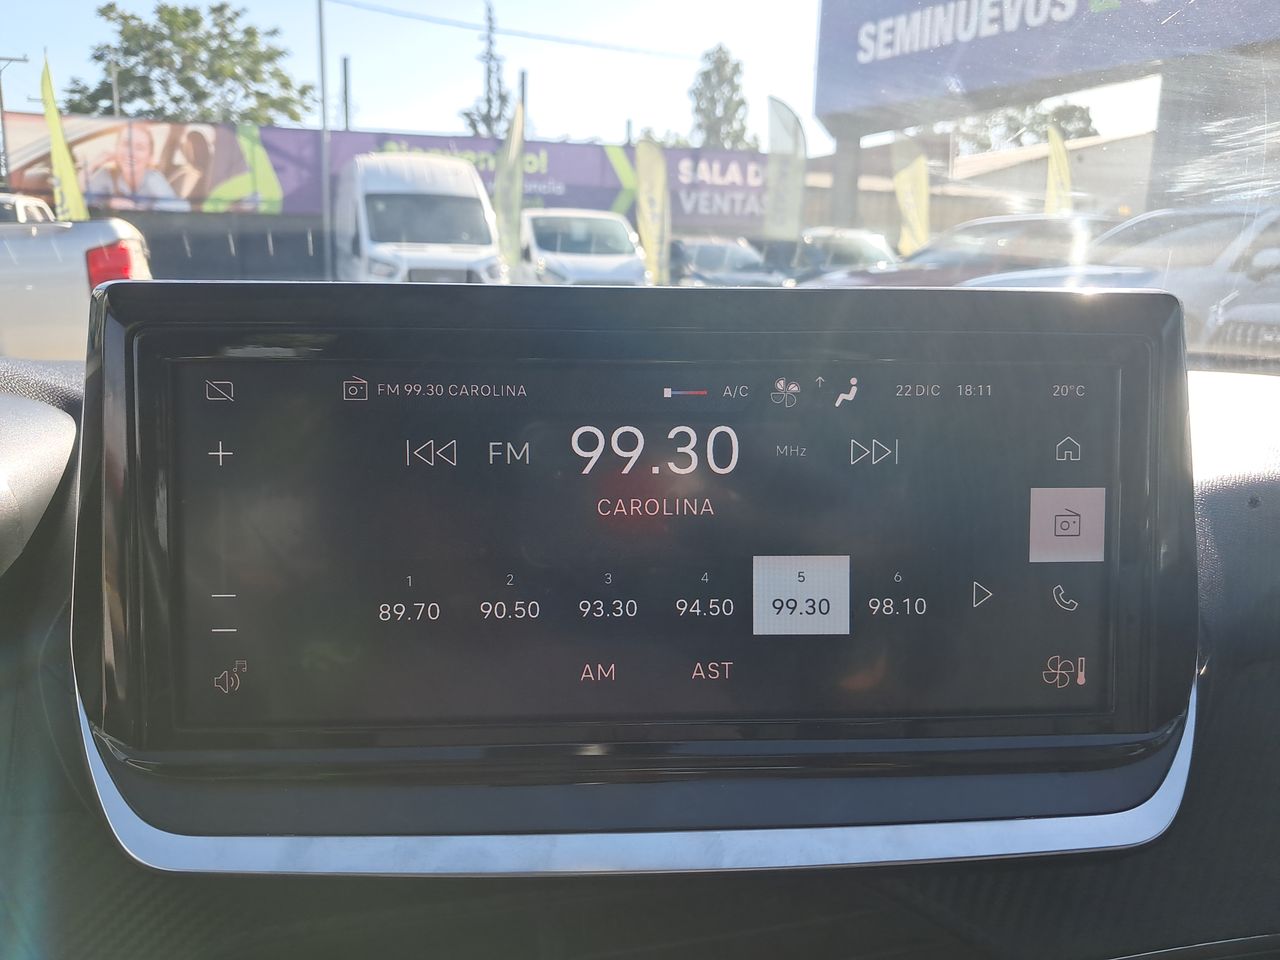 SEMINUEVOS
Bienvenido!
SALA D
VENTAS
FM 99.30 CAROLINA
A/C
22 DIC
18:11
20°C
FM
99.30
MHz
CAROLINA
1
2
3
4
5
6
89.70
90.50
93.30
94.50
99.30
98.10
AM
AST